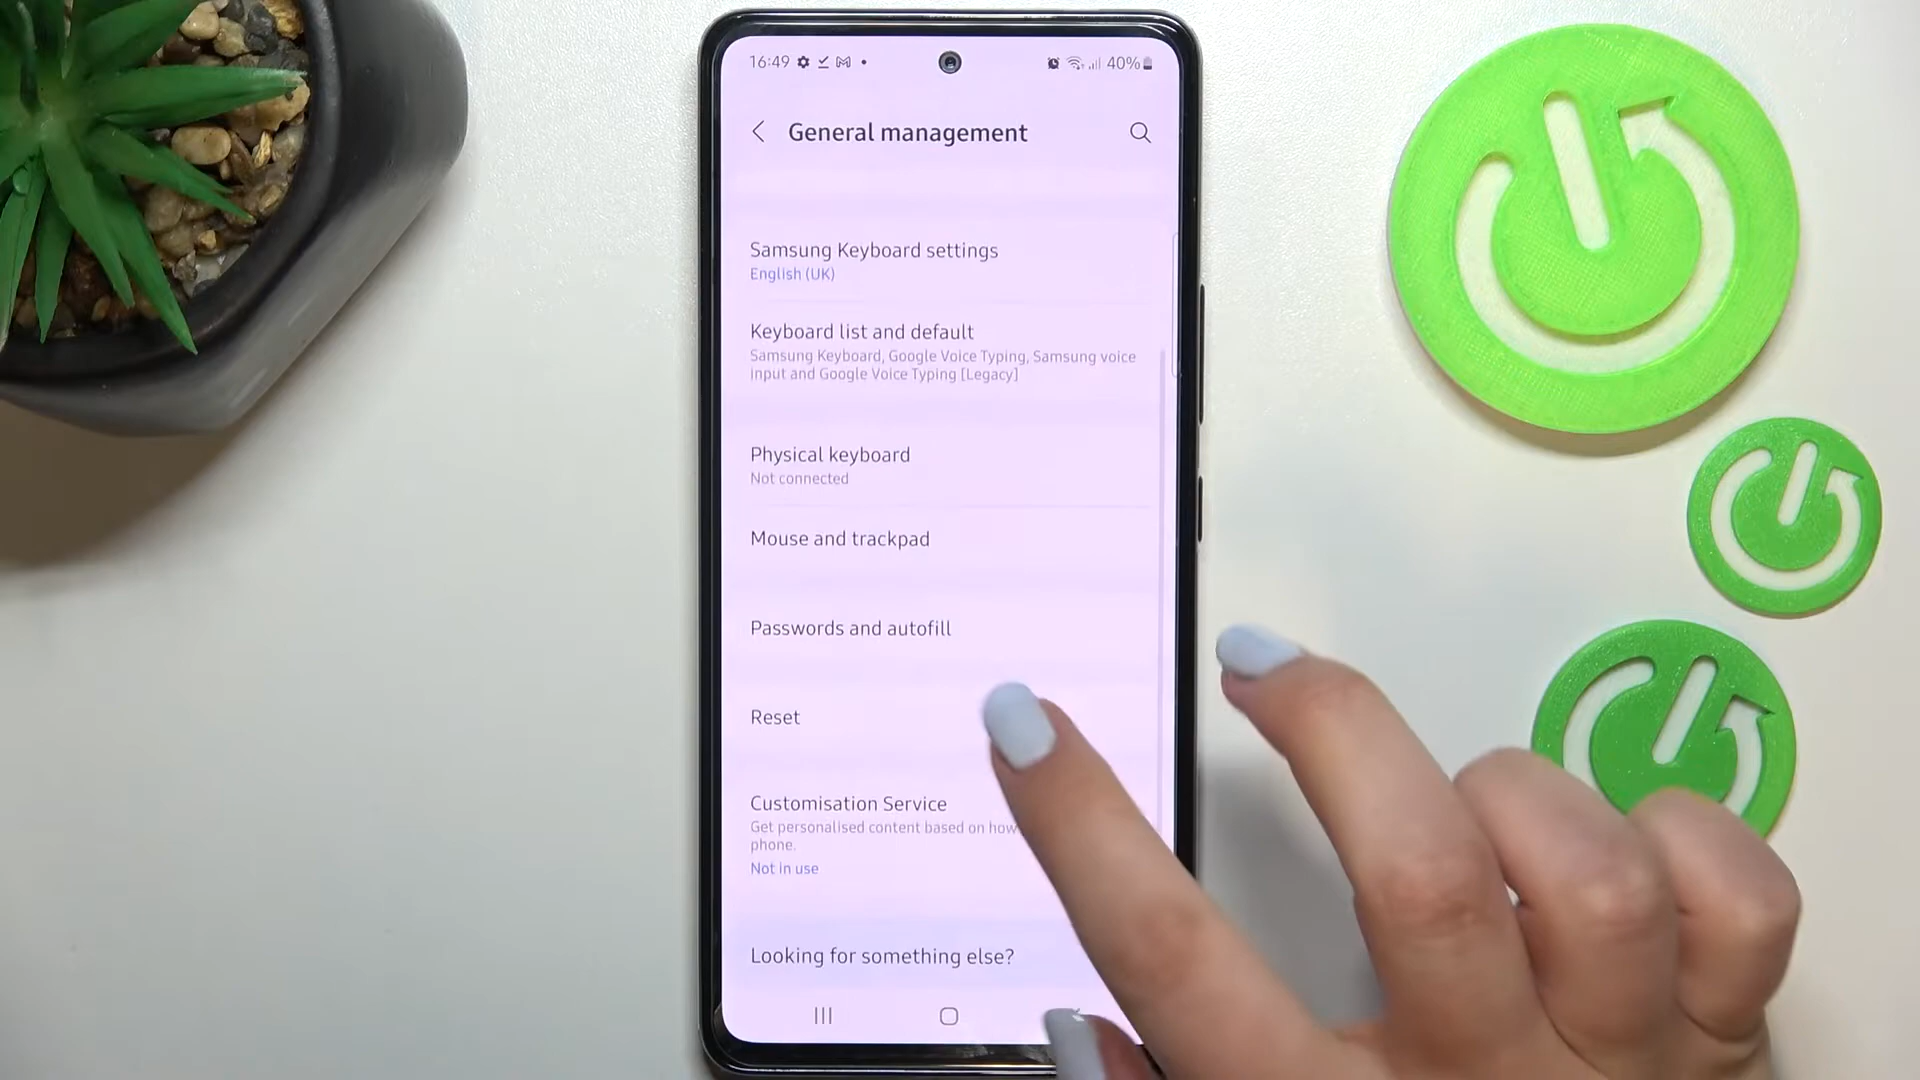 16:49
40%
General management
Samsung Keyboard settings
English (UK)
Keyboard list and default
Samsung Keyboard, Google Voice Typing, Samsung voice
input and Google Voice Typing [Legacy]
Physical keyboard
Not connected
Mouse and trackpad
Passwords and autofill
Reset
Customisation Service
Get personalised content based on how
phone.
Not in use
Looking for something else?